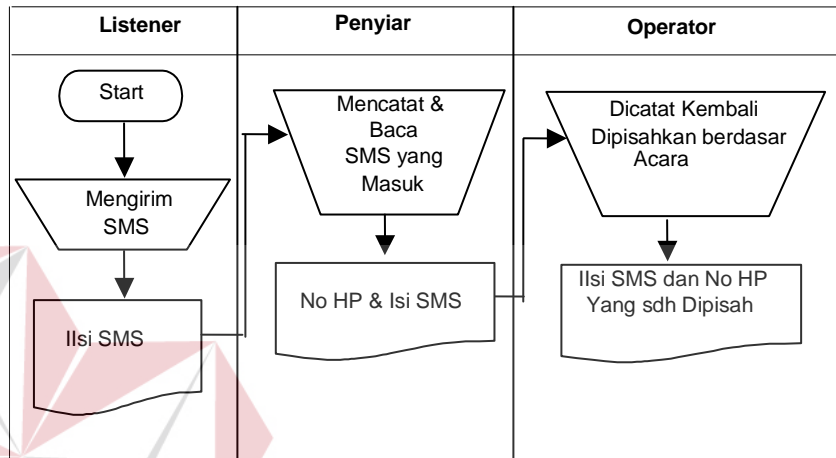 Listener
Penyiar
Operator
Start
Mengirim
SMS
IIsi SMS
Mencatat &
Baca
SMS yang
Masuk
No HP & Isi SMS
Dicatat Kembali
Dipisahkan berdasar
Acara
IIsi SMS dan No HP
Yang sdh Dipisah